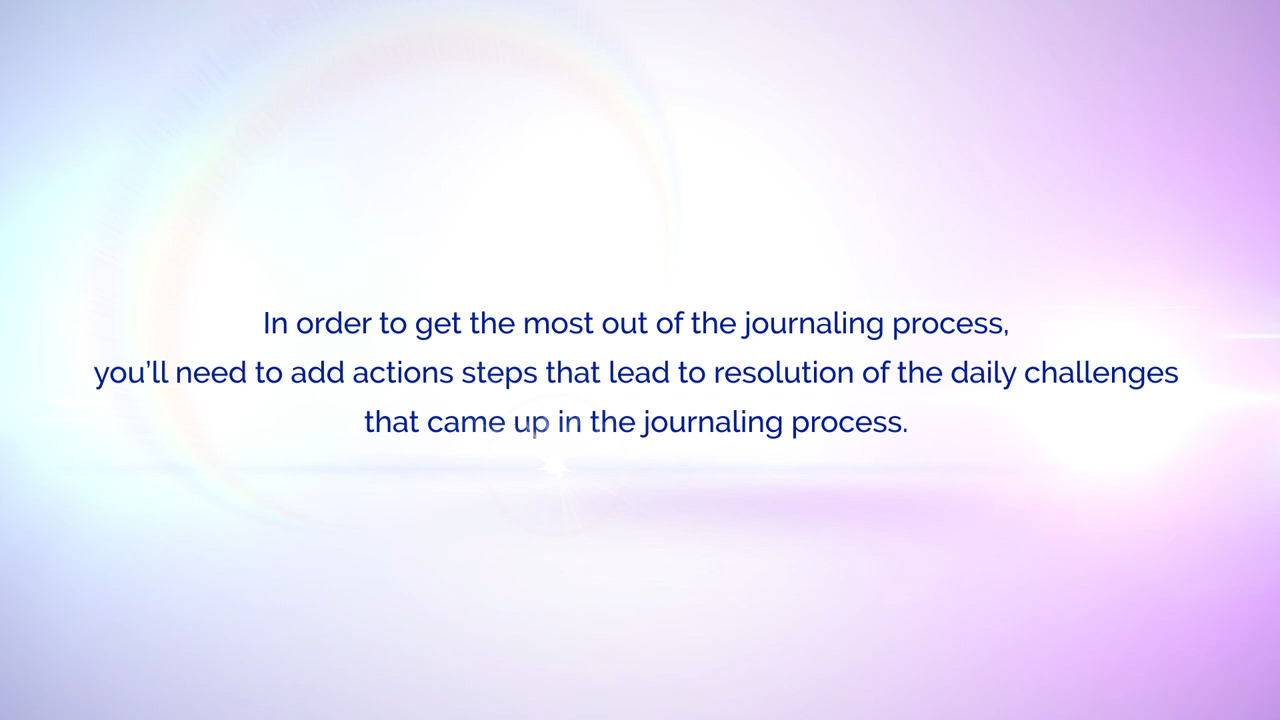 In order to get the most out of the journaling process,
you’ll need to add actions steps that lead to resolution of the daily challenges
that came up in the journaling process.